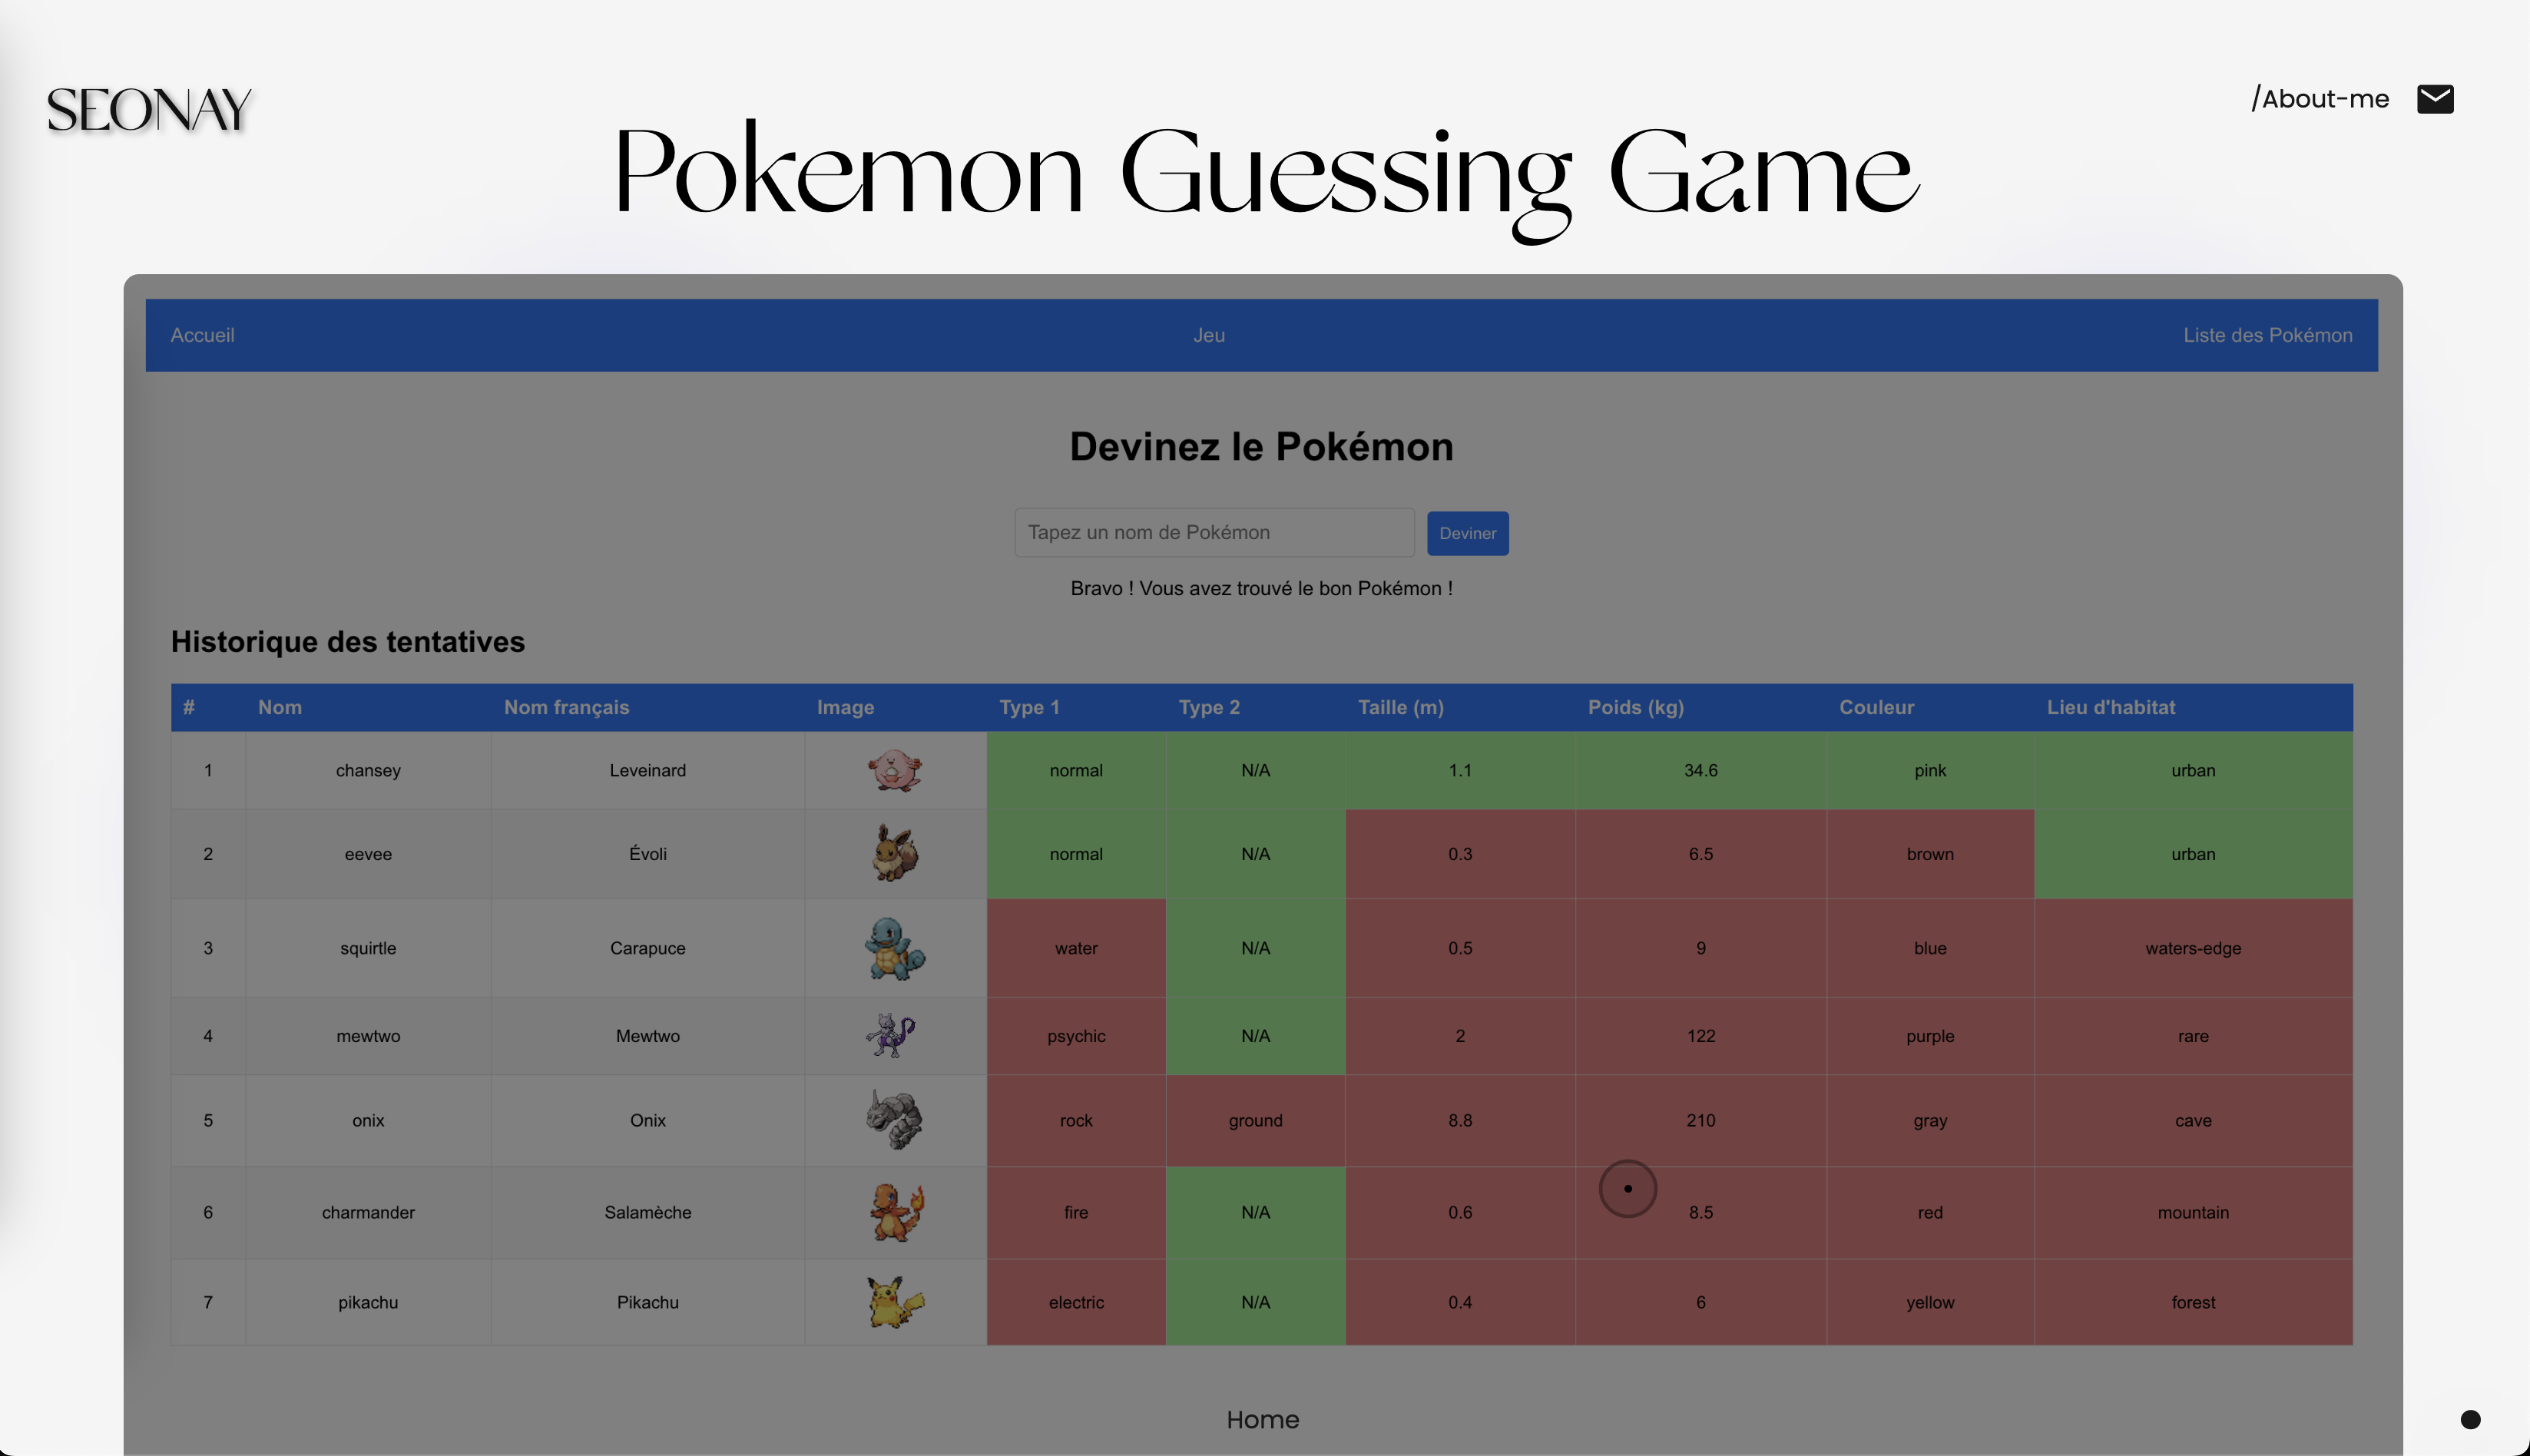 SEONAY
/About-me
Pokemon Guessing Game
Accueil Jeu Liste des Pokémon
Devinez le Pokémon
Tapez un nom de Pokémon Deviner
Bravo ! Vous avez trouvé le bon Pokémon !
Historique des tentatives
# Nom Nom français Image Type 1 Type 2 Taille (m) Poids (kg) Couleur Lieu d'habitat
1 chansey Leveinard normal N/A 1.1 34.6 pink urban
2 eevee Évoli normal N/A 0.3 6.5 brown urban
3 squirtle Carapuce water N/A 0.5 9 blue waters-edge
4 mewtwo Mewtwo psychic N/A 2 122 purple rare
5 onix Onix rock ground 8.8 210 gray cave
6 charmander Salamèche fire N/A 0.6 8.5 red mountain
7 pikachu Pikachu electric N/A 0.4 6 yellow forest
Home